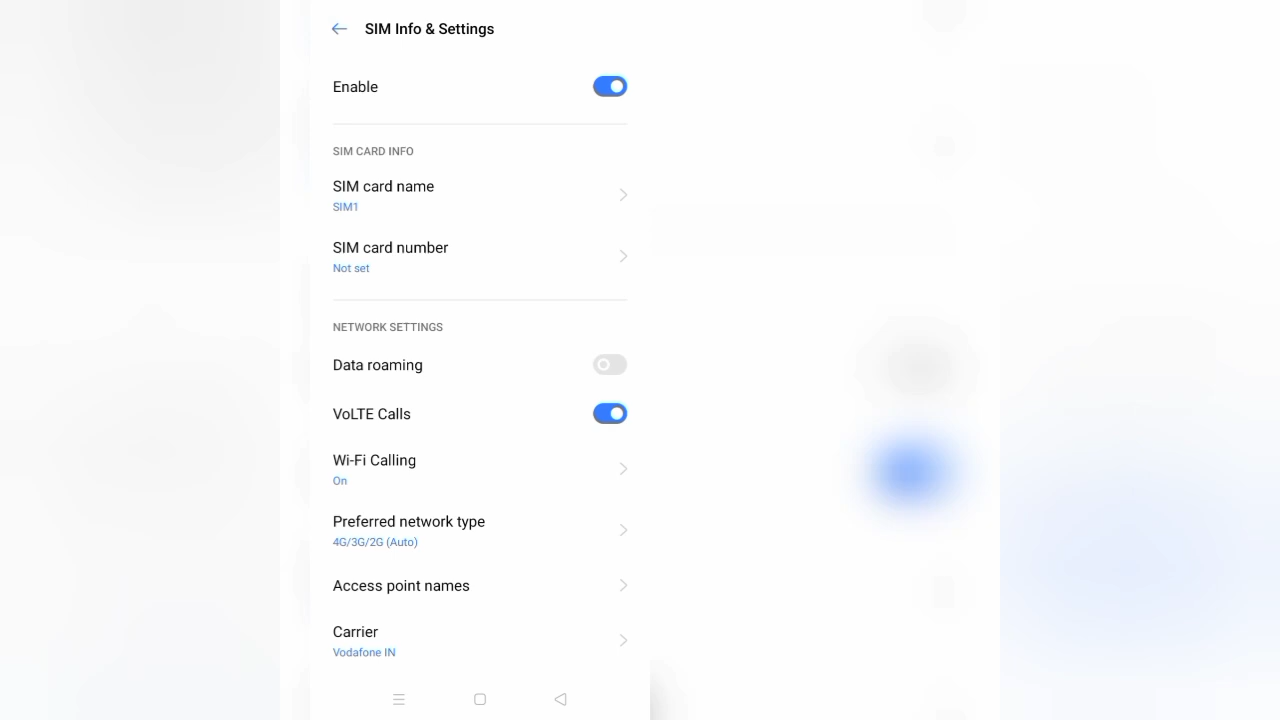 SIM Info & Settings
Enable
SIM CARD INFO
SIM card name
SIM1
SIM card number
Not set
NETWORK SETTINGS
Data roaming
VoLTE Calls
Wi-Fi Calling
On
Preferred network type
4G/3G/2G (Auto)
Access point names
Carrier
Vodafone IN